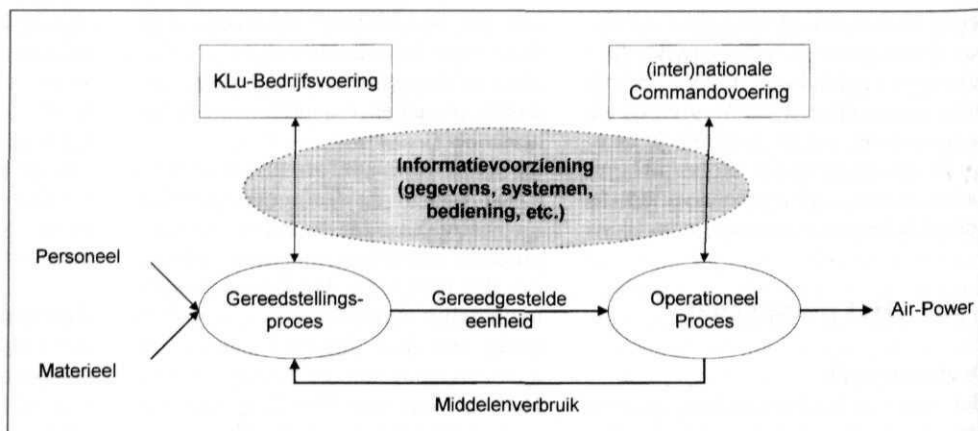 KLu-Bedrijfsvoering
(inter)nationale
Commandovoering
Informatievoorziening
(gegevens, systemen,
bediening, etc.)
Personeel
Materieel
Gereedstellings-
proces
Gereedgestelde
eenheid
Operationeel
Proces
Air-Power
Middelenverbruik